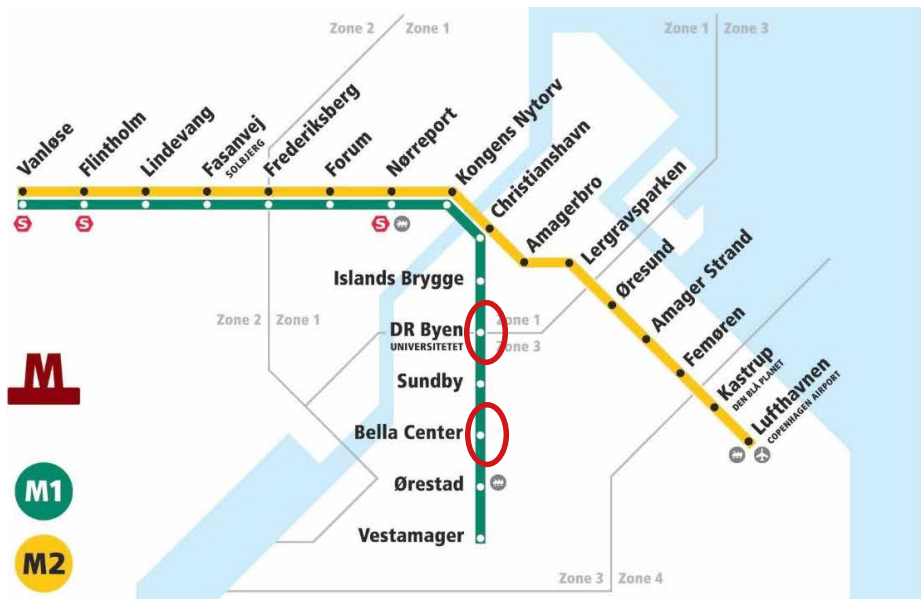 Zone 2
Zone 1
Zone 1
Zone 3
Vanløse
Flintholm
Lindevang
Fasanvej
SOLBJERG
Frederiksberg
Forum
Nørreport
Kongens Nytorv
Christianshavn
Amagerbro
Lergravsparken
Øresund
Amager Strand
Femøren
Kastrup
DEN BLÅ PLANET
Lufthavnen
COPENHAGEN AIRPORT
S
S
S
Islands Brygge
Zone 2
Zone 1
DR Byen
UNIVERSITETET
Zone 1
Zone 3
Sundby
M
Bella Center
Ørestad
M1
Vestamager
M2
Zone 3
Zone 4